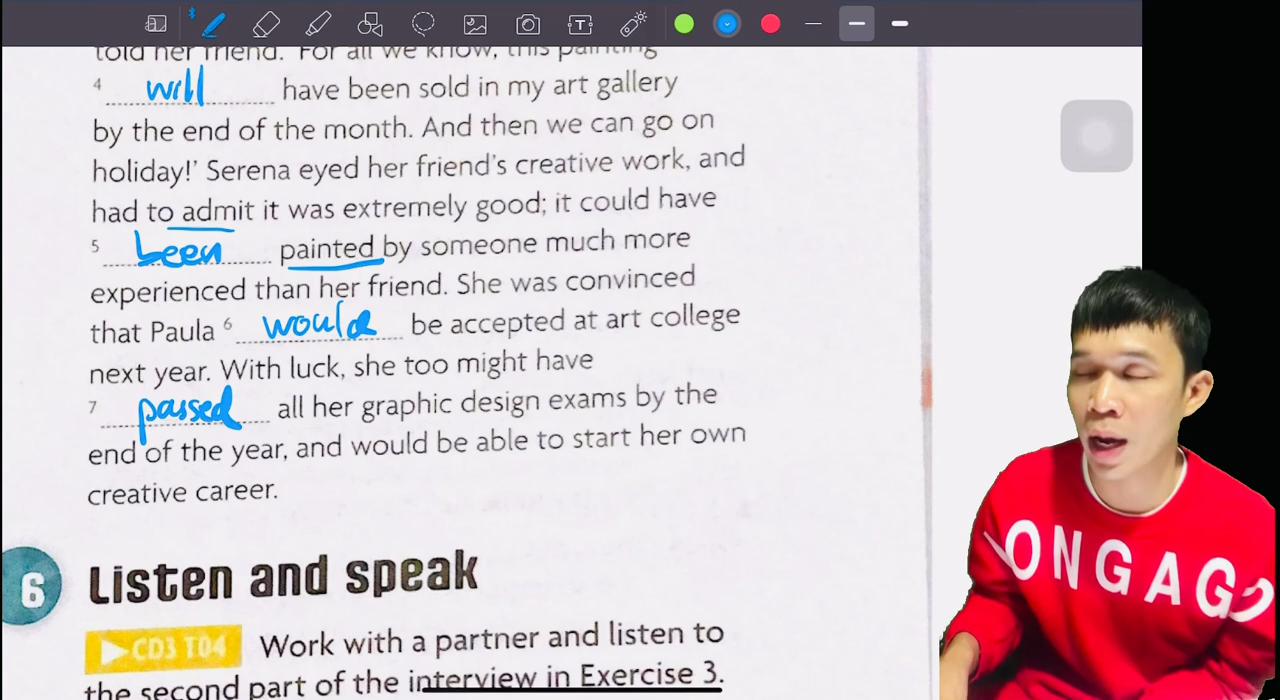 told her friend. 'For all we know, this painting
4 will have been sold in my art gallery
by the end of the month. And then we can go on
holiday!' Serena eyed her friend's creative work, and
had to admit it was extremely good; it could have
5 been painted by someone much more
experienced than her friend. She was convinced
that Paula 6 would be accepted at art college
next year. With luck, she too might have
7 passed all her graphic design exams by the
end of the year, and would be able to start her own
creative career.
6 Listen and speak
CD3 T04 Work with a partner and listen to
the second part of the interview in Exercise 3.
T